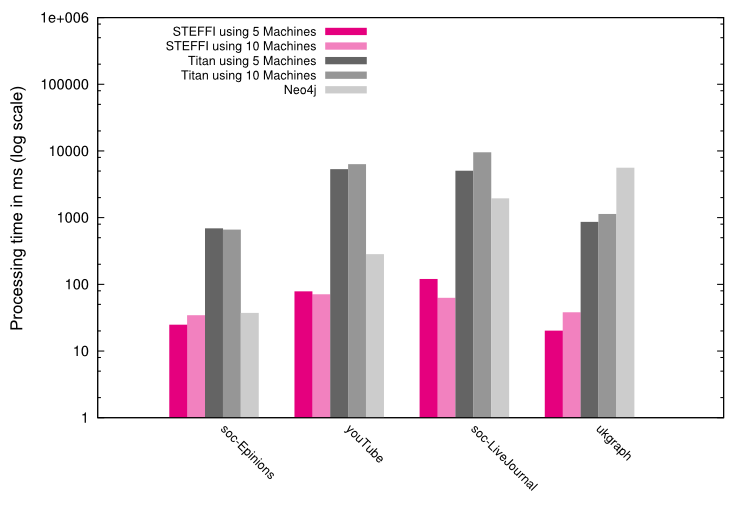 Processing time in ms (log scale)
1e+006
100000
10000
1000
100
10
1
STEFFI using 5 Machines
STEFFI using 10 Machines
Titan using 5 Machines
Titan using 10 Machines
Neo4j
soc-Epinions
youTube
soc-LiveJournal
ukgraph